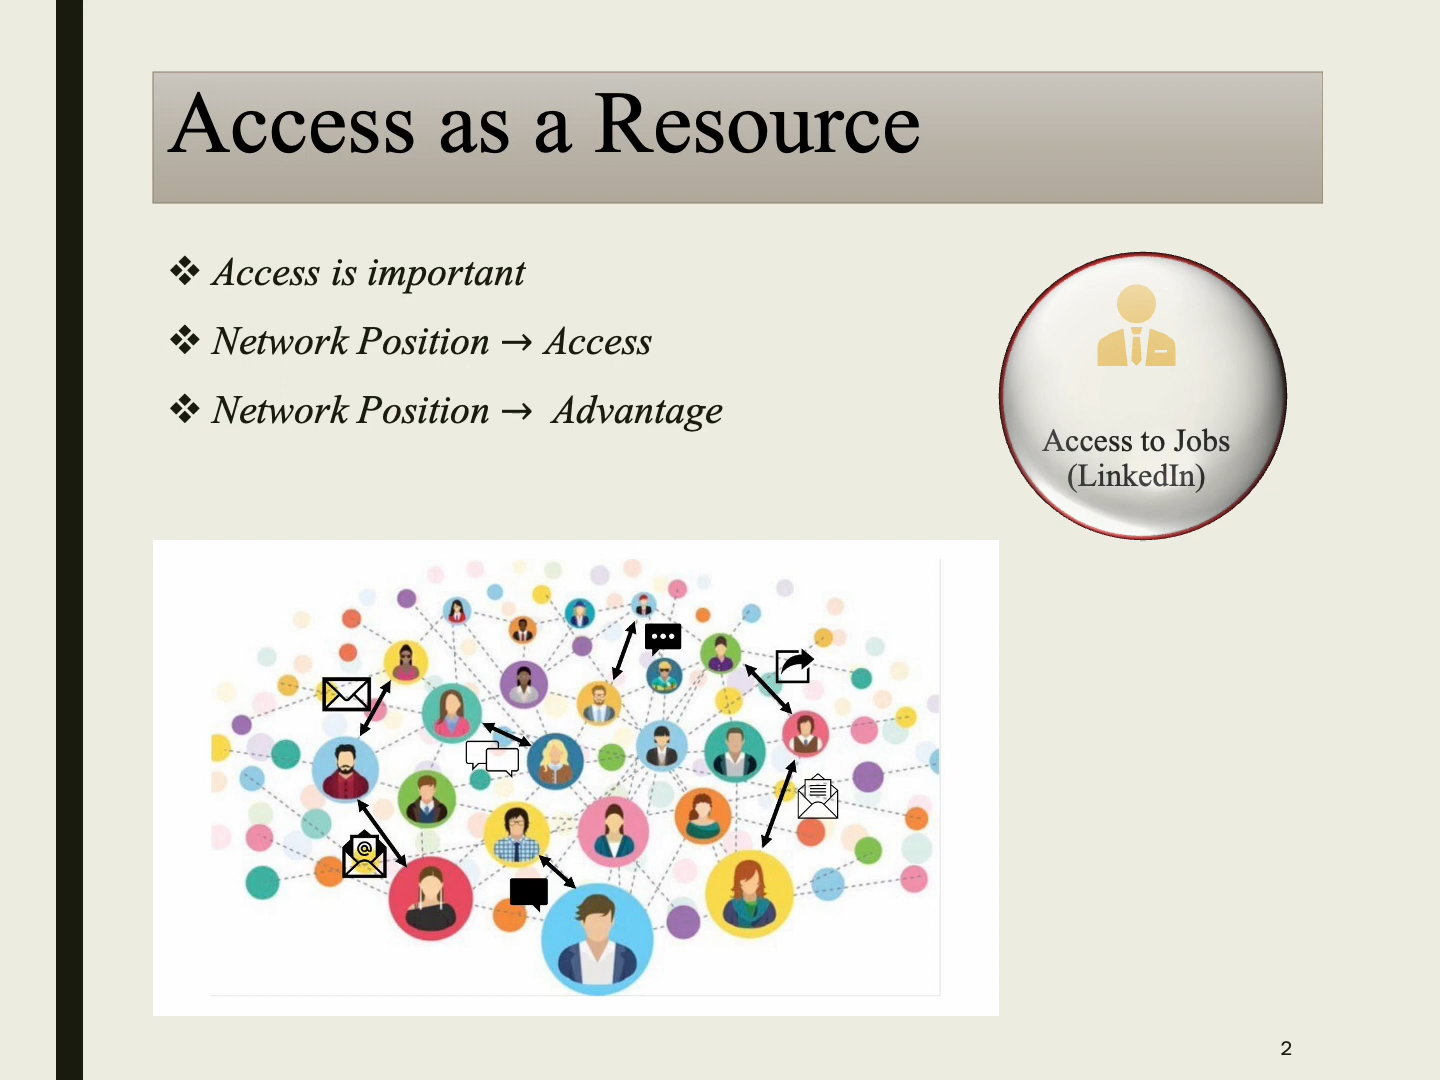 Access as a Resource
❖ Access is important
❖ Network Position → Access
❖ Network Position → Advantage
Access to Jobs
(LinkedIn)
@
2